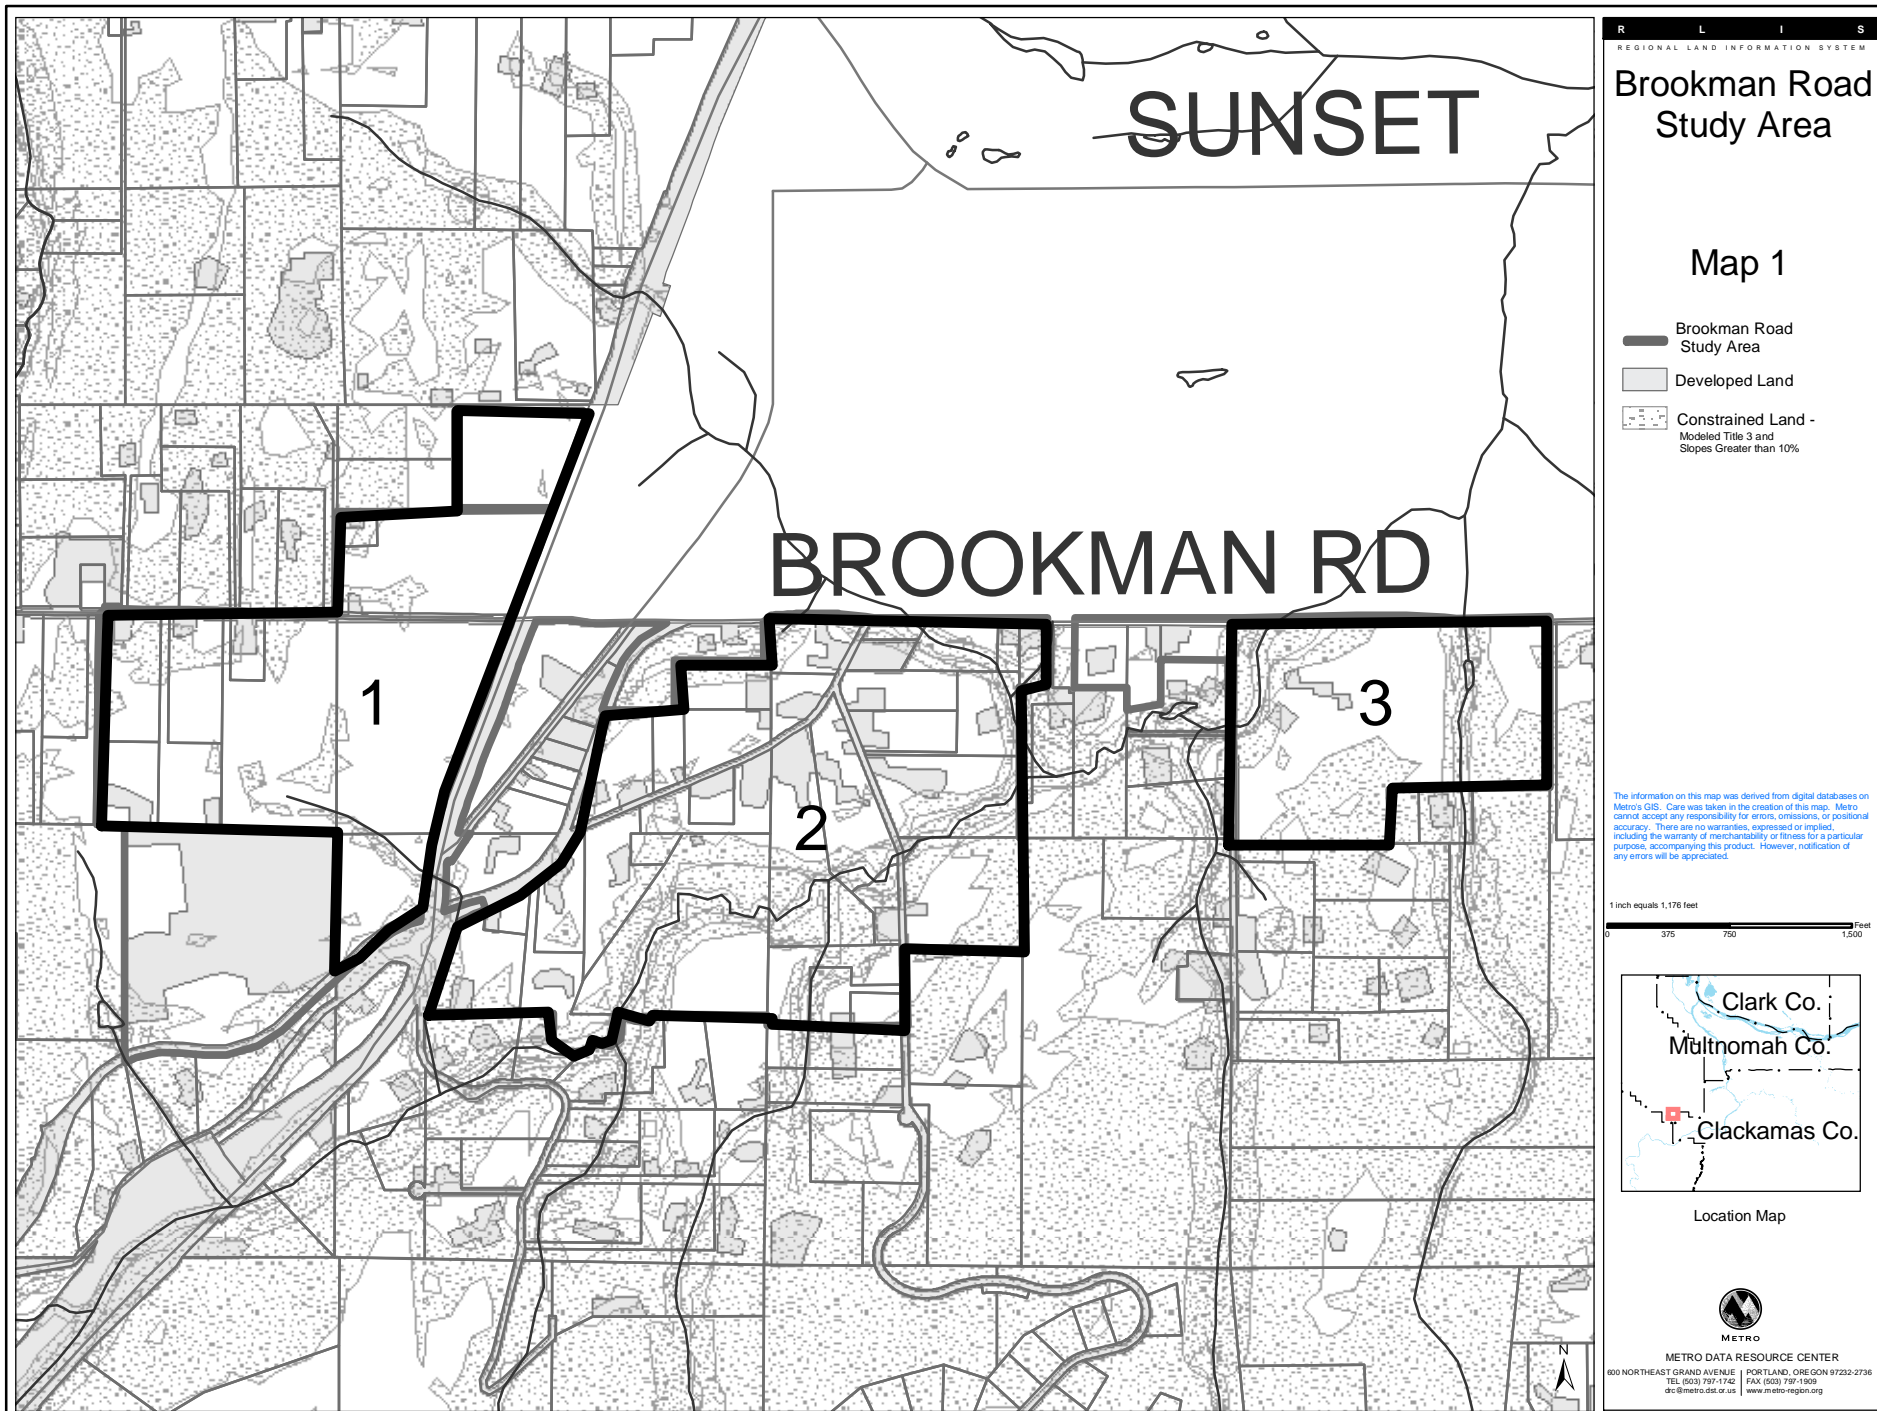 SUNSET
BROOKMAN RD
1
2
3
R L I S
REGIONAL LAND INFORMATION SYSTEM
Brookman Road
Study Area
Map 1
Brookman Road
Study Area
Developed Land
Constrained Land -
Modeled Title 3 and
Slopes Greater than 10%
The information on this map was derived from digital databases on
Metro's GIS. Care was taken in the creation of this map. Metro
cannot accept any responsibility for errors, omissions, or positional
accuracy. There are no warranties, expressed or implied,
including the warranty of merchantability or fitness for a particular
purpose, accompanying this product. However, notification of
any errors will be appreciated.
1 inch equals 1,176 feet
Feet
0 375 750 1,500
Clark Co.
Multnomah Co.
Clackamas Co.
Location Map
METRO
N
METRO DATA RESOURCE CENTER
600 NORTHEAST GRAND AVENUE | PORTLAND, OREGON 97232-2736
TEL (503) 797-1742 | FAX (503) 797-1909
drc@metro.dst.or.us | www.metro-region.org